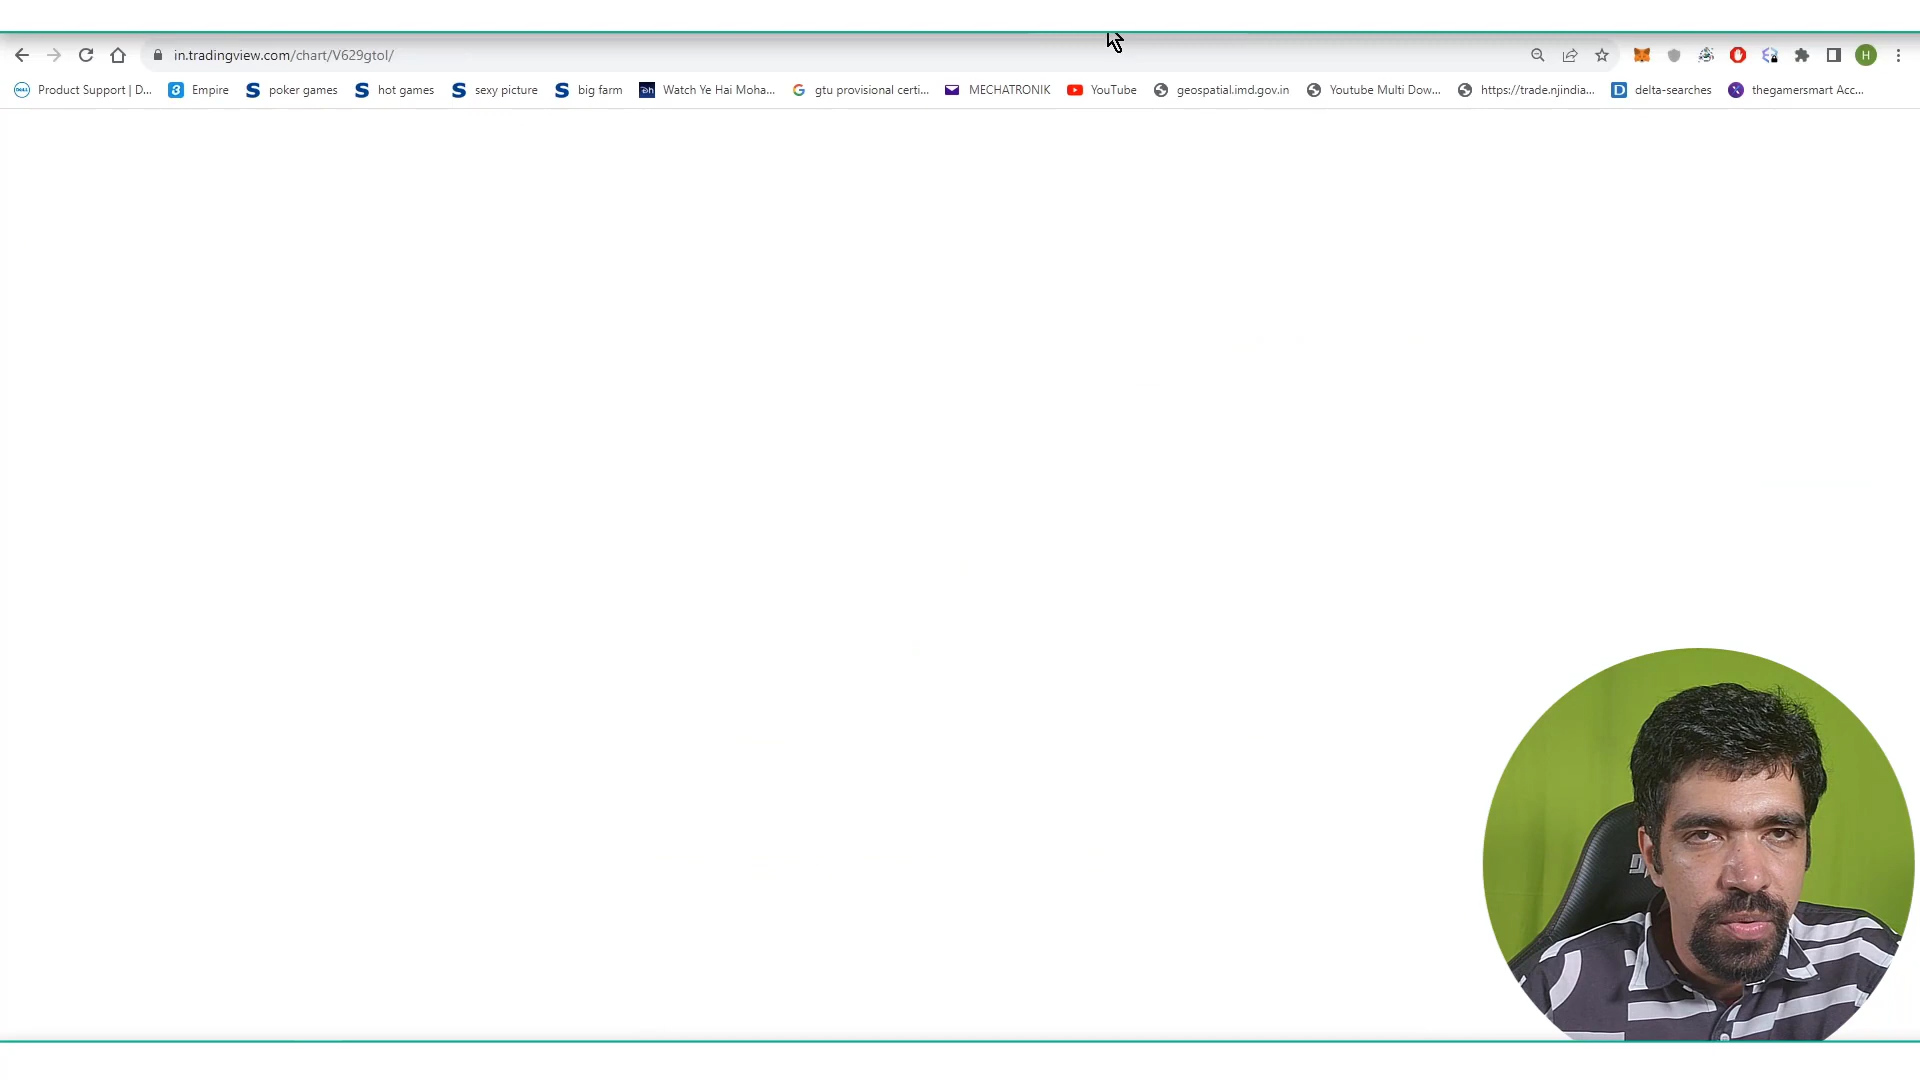 in.tradingview.com/chart/V629gtol/
H
Product Support | D... Empire poker games hot games sexy picture big farm Watch Ye Hai Moha... gtu provisional certi... MECHATRONIK YouTube geospatial.imd.gov.in Youtube Multi Dow... https://trade.njindia... delta-searches thegamersmart Acc...